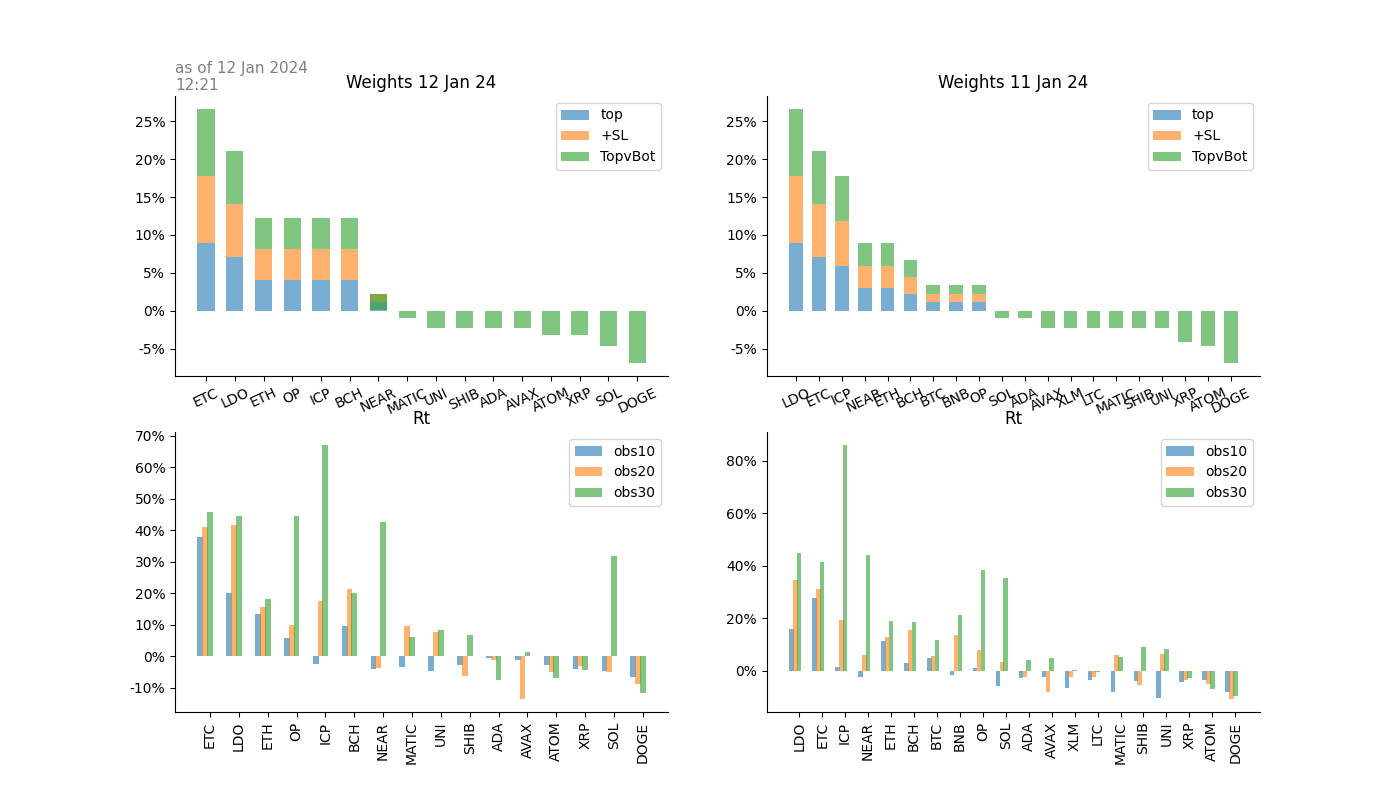 as of 12 Jan 2024
12:21
Weights 12 Jan 24
25%
20%
15%
10%
5%
0%
-5%
top
+SL
TopvBot
ETC LDO ETH OP ICP BCH NEAR MATIC UNI SHIB ADA AVAX ATOM XRP SOL DOGE
Weights 11 Jan 24
25%
20%
15%
10%
5%
0%
-5%
top
+SL
TopvBot
LDO ETC ICP NEAR ETH BCH BTC BNB OP SOL ADA AVAX XLM LTC MATIC SHIB UNI XRP ATOM DOGE
Rt
70%
60%
50%
40%
30%
20%
10%
0%
-10%
obs10
obs20
obs30
ETC LDO ETH OP ICP BCH NEAR MATIC UNI SHIB ADA AVAX ATOM XRP SOL DOGE
Rt
80%
60%
40%
20%
0%
obs10
obs20
obs30
LDO ETC ICP NEAR ETH BCH BTC BNB OP SOL ADA AVAX XLM LTC MATIC SHIB UNI XRP ATOM DOGE